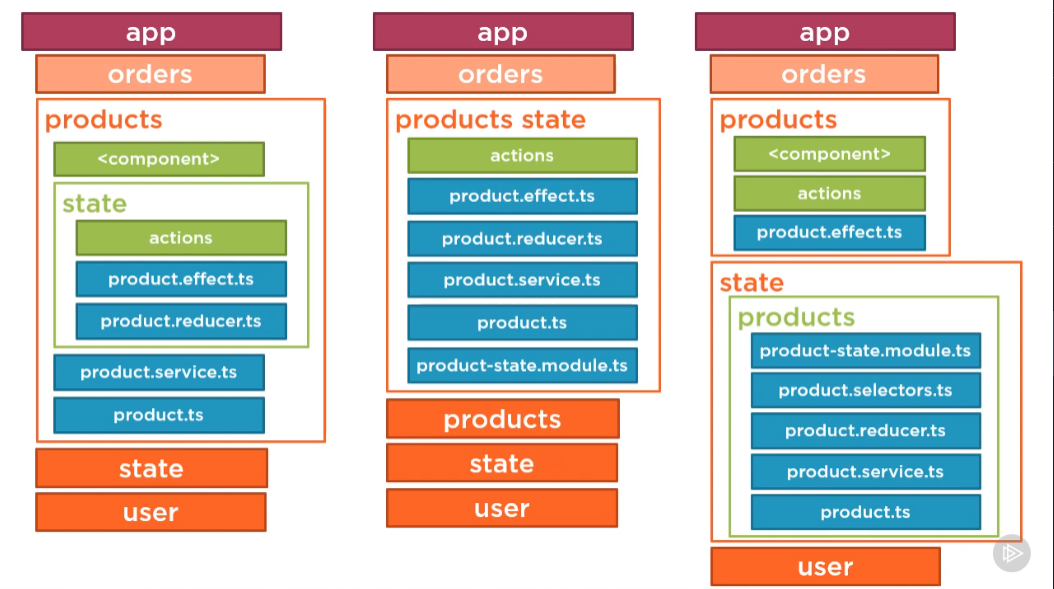 app
orders
products
<component>
state
actions
product.effect.ts
product.reducer.ts
product.service.ts
product.ts
state
user
app
orders
products state
actions
product.effect.ts
product.reducer.ts
product.service.ts
product.ts
product-state.module.ts
products
state
user
app
orders
products
<component>
actions
product.effect.ts
state
products
product-state.module.ts
product.selectors.ts
product.reducer.ts
product.service.ts
product.ts
user